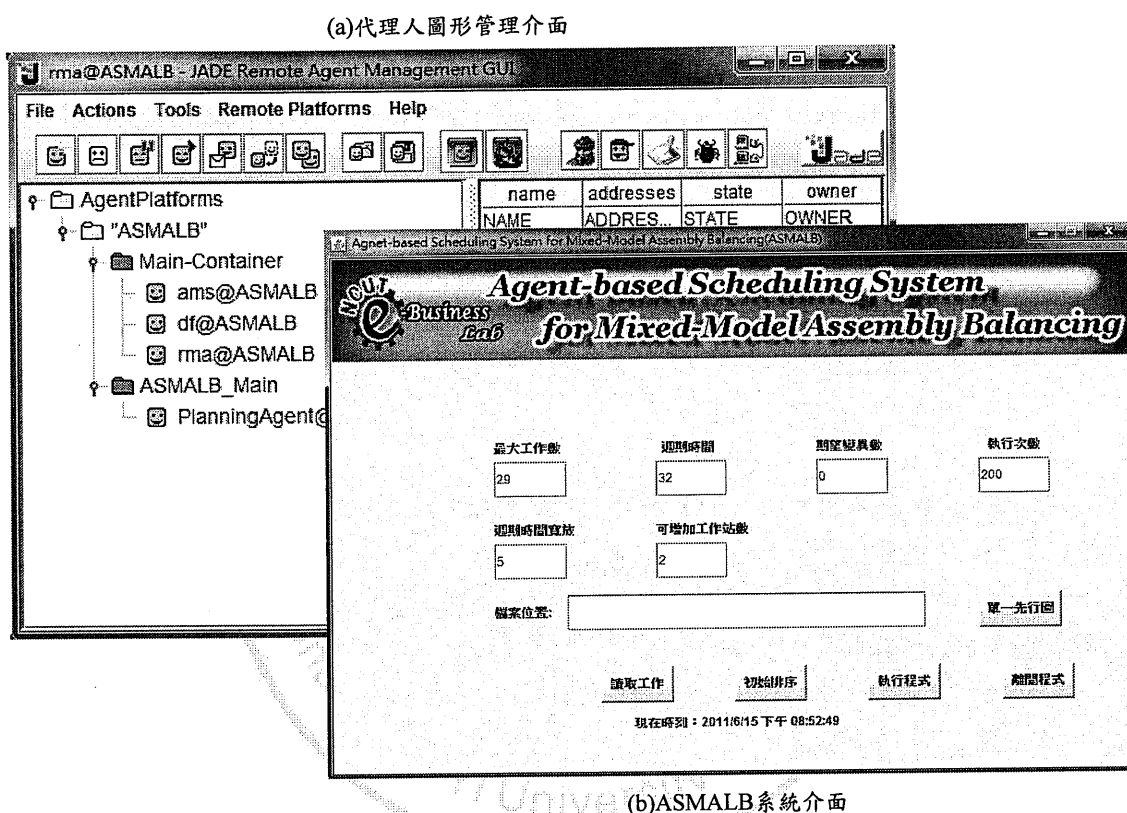 (a)代理人圖形管理介面
rma@ASMALB - JADE Remote Agent Management GUI
File Actions Tools Remote Platforms Help
Jade
AgentPlatforms
"ASMALB"
Main-Container
ams@ASMALB
df@ASMALB
rma@ASMALB
ASMALB_Main
PlanningAgent@
name addresses state owner
NAME ADDRES... STATE OWNER
Agnet-based Scheduling System for Mixed-Model Assembly Balancing(ASMALB)
NCUT
e-Business
Lab
Agent-based Scheduling System
for Mixed-Model Assembly Balancing
最大工作數 週期時間 期望變異數 執行次數
29 32 0 200
週期時間寬放 可增加工作站數
5 2
檔案位置: 單一先行圖
讀取工作 初始排序 執行程式 離開程式
現在時刻：2011/6/15 下午 08:52:49
(b)ASMALB系統介面